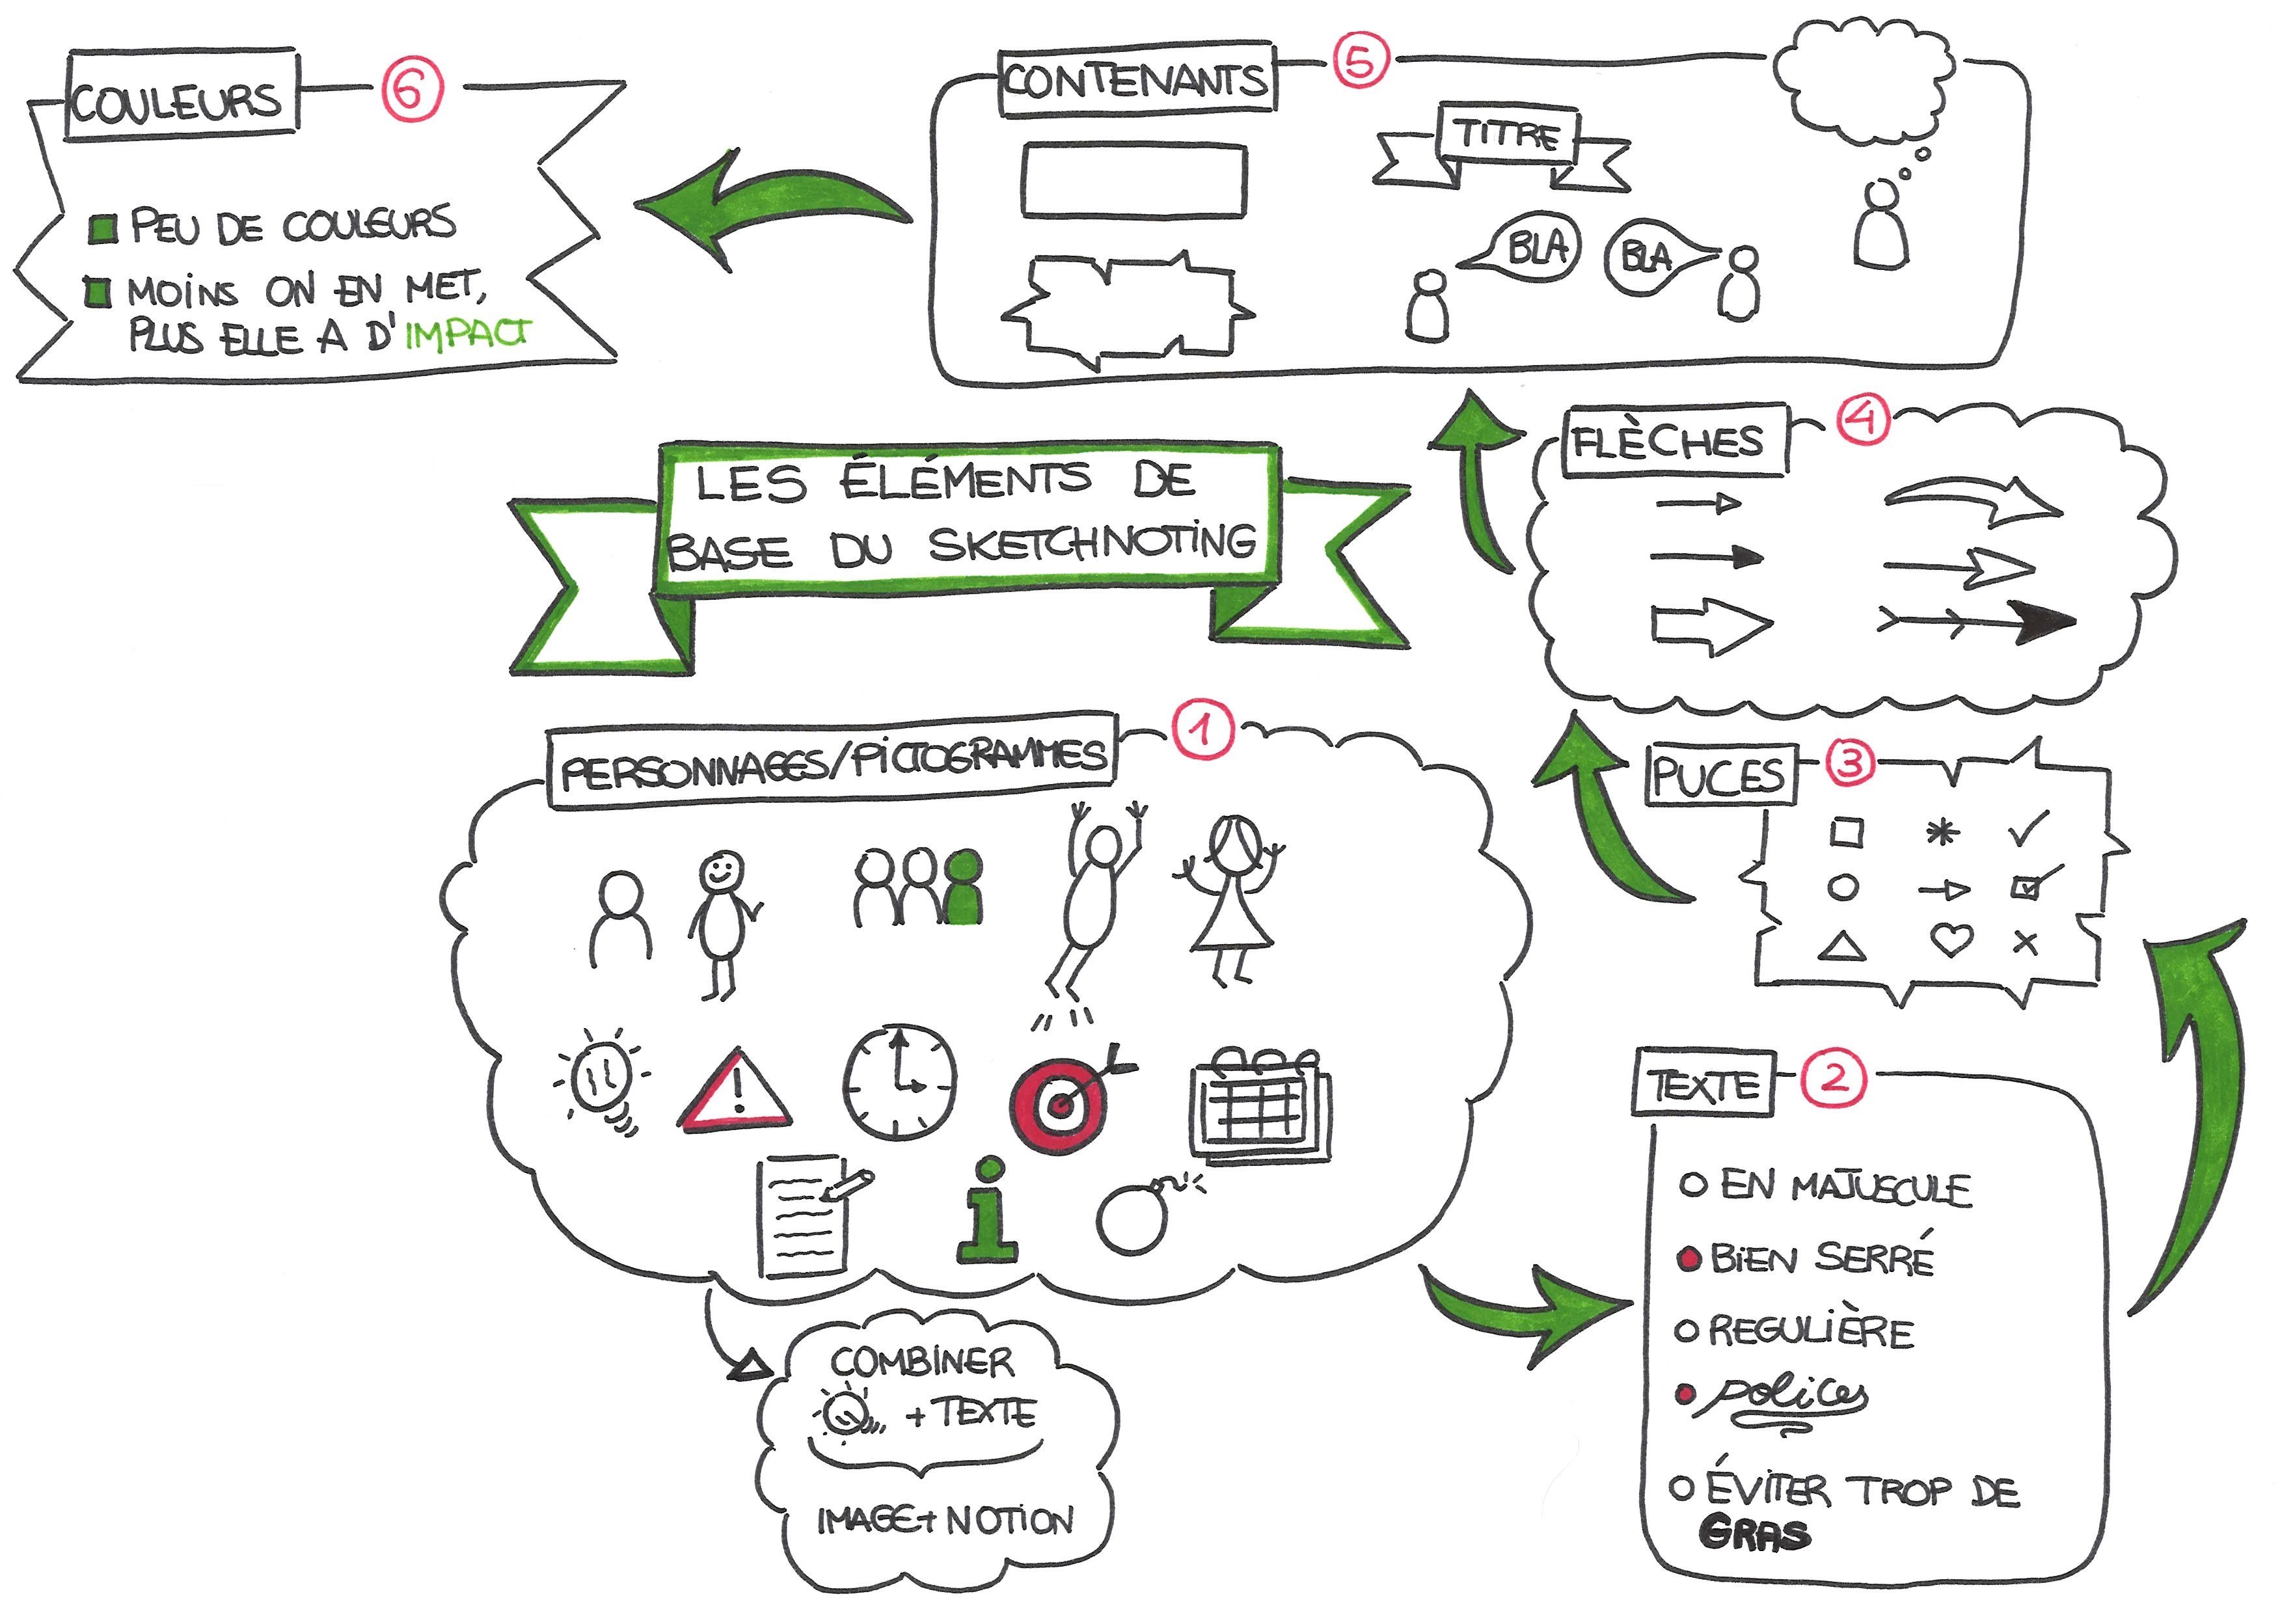 LES ÉLÉMENTS DE
BASE DU SKETCHNOTING
PERSONNAGES/PICTOGRAMMES
1
!
i
COMBINER
+ TEXTE
IMAGE + NOTION
TEXTE
2
EN MAJUSCULE
BIEN SERRÉ
REGULIÈRE
polices
ÉVITER TROP DE
GRAS
PUCES
3
FLÈCHES
4
CONTENANTS
5
TITRE
BLA
BLA
COULEURS
6
PEU DE COULEURS
MOINS ON EN MET,
PLUS ELLE A D'IMPACT